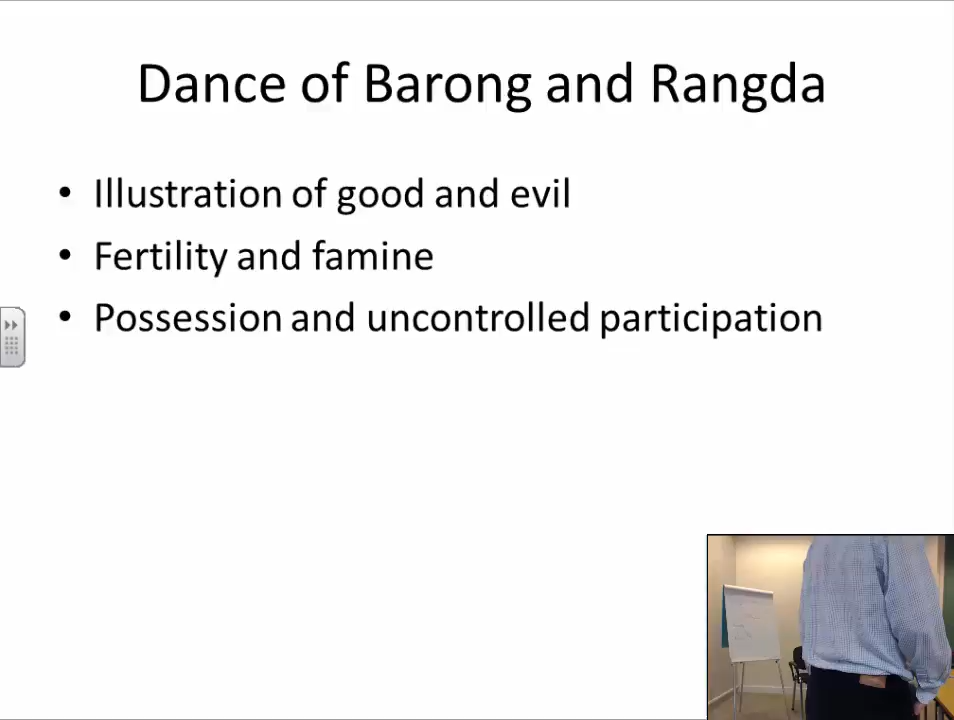 Dance of Barong and Rangda
• Illustration of good and evil
• Fertility and famine
• Possession and uncontrolled participation